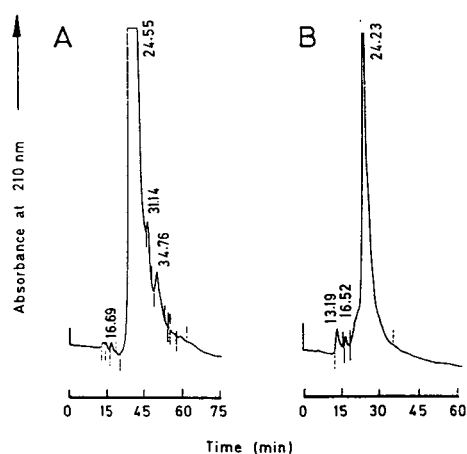 A
B
24.55
31.14
34.76
16.69
24.23
13.19
16.52
Absorbance at 210 nm
0 15 45 60 75
0 15 30 45 60
Time (min)